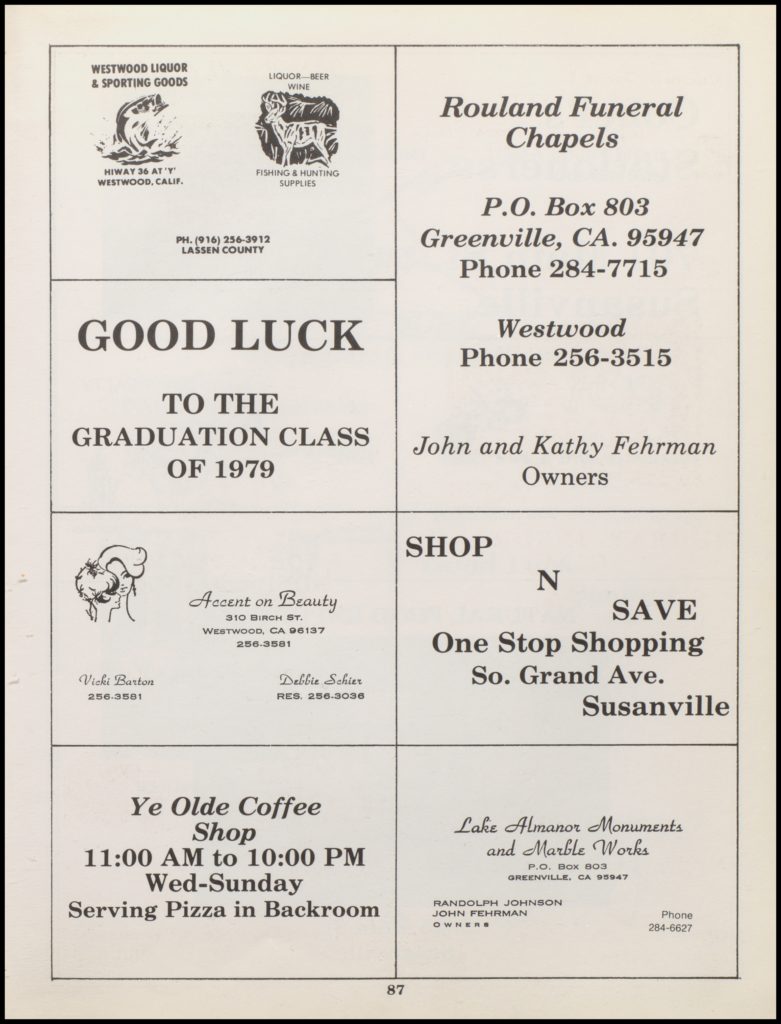 WESTWOOD LIQUOR
& SPORTING GOODS
HIWAY 36 AT 'Y'
WESTWOOD, CALIF.
LIQUOR—BEER
WINE
FISHING & HUNTING
SUPPLIES
PH. (916) 256-3912
LASSEN COUNTY
Rouland Funeral
Chapels
P.O. Box 803
Greenville, CA. 95947
Phone 284-7715
Westwood
Phone 256-3515
John and Kathy Fehrman
Owners
GOOD LUCK
TO THE
GRADUATION CLASS
OF 1979
Accent on Beauty
310 BIRCH ST.
WESTWOOD, CA 96137
256-3581
Vicki Barton
256-3581
Debbie Schier
RES. 256-3036
SHOP
N
SAVE
One Stop Shopping
So. Grand Ave.
Susanville
Ye Olde Coffee
Shop
11:00 AM to 10:00 PM
Wed-Sunday
Serving Pizza in Backroom
Lake Almanor Monuments
and Marble Works
P.O. BOX 803
GREENVILLE, CA 95947
RANDOLPH JOHNSON
JOHN FEHRMAN
OWNERS
Phone
284-6627
87